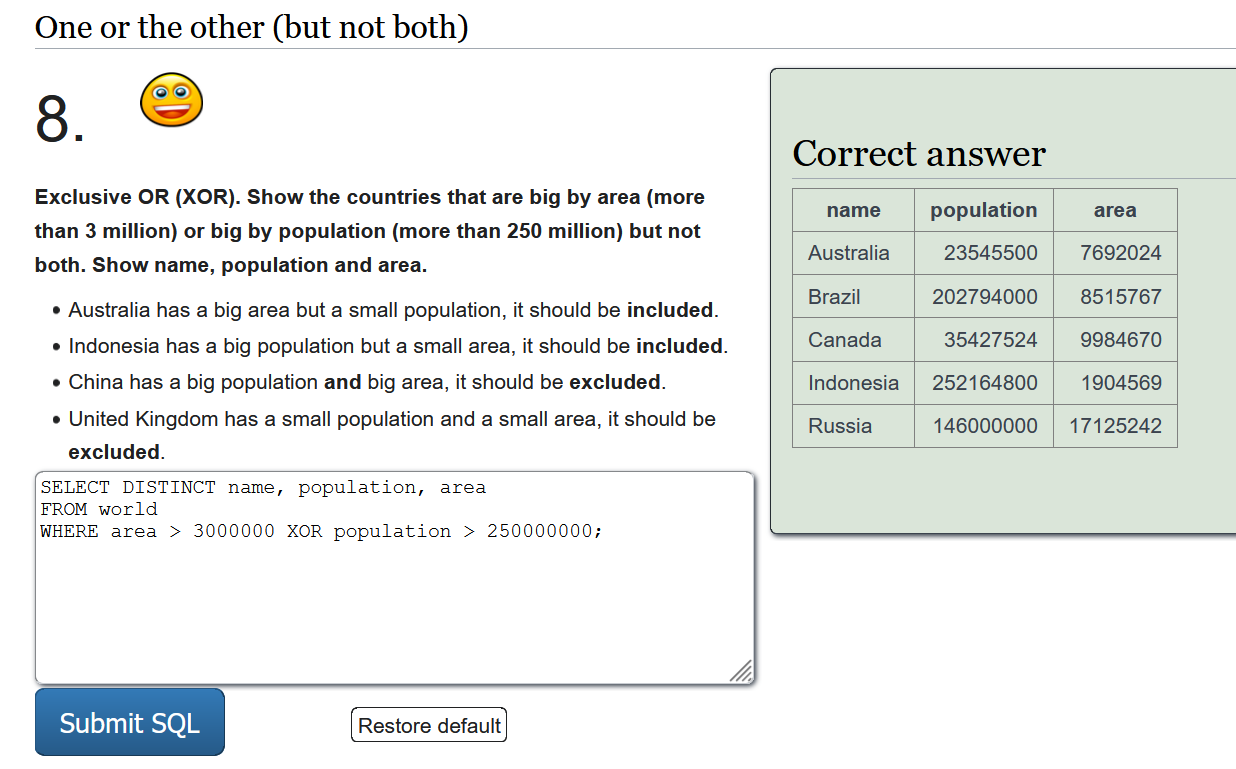 One or the other (but not both)
8.
Exclusive OR (XOR). Show the countries that are big by area (more
than 3 million) or big by population (more than 250 million) but not
both. Show name, population and area.
• Australia has a big area but a small population, it should be included.
• Indonesia has a big population but a small area, it should be included.
• China has a big population and big area, it should be excluded.
• United Kingdom has a small population and a small area, it should be
excluded.
SELECT DISTINCT name, population, area
FROM world
WHERE area > 3000000 XOR population > 250000000;
Submit SQL
Restore default
Correct answer
name population area
Australia 23545500 7692024
Brazil 202794000 8515767
Canada 35427524 9984670
Indonesia 252164800 1904569
Russia 146000000 17125242